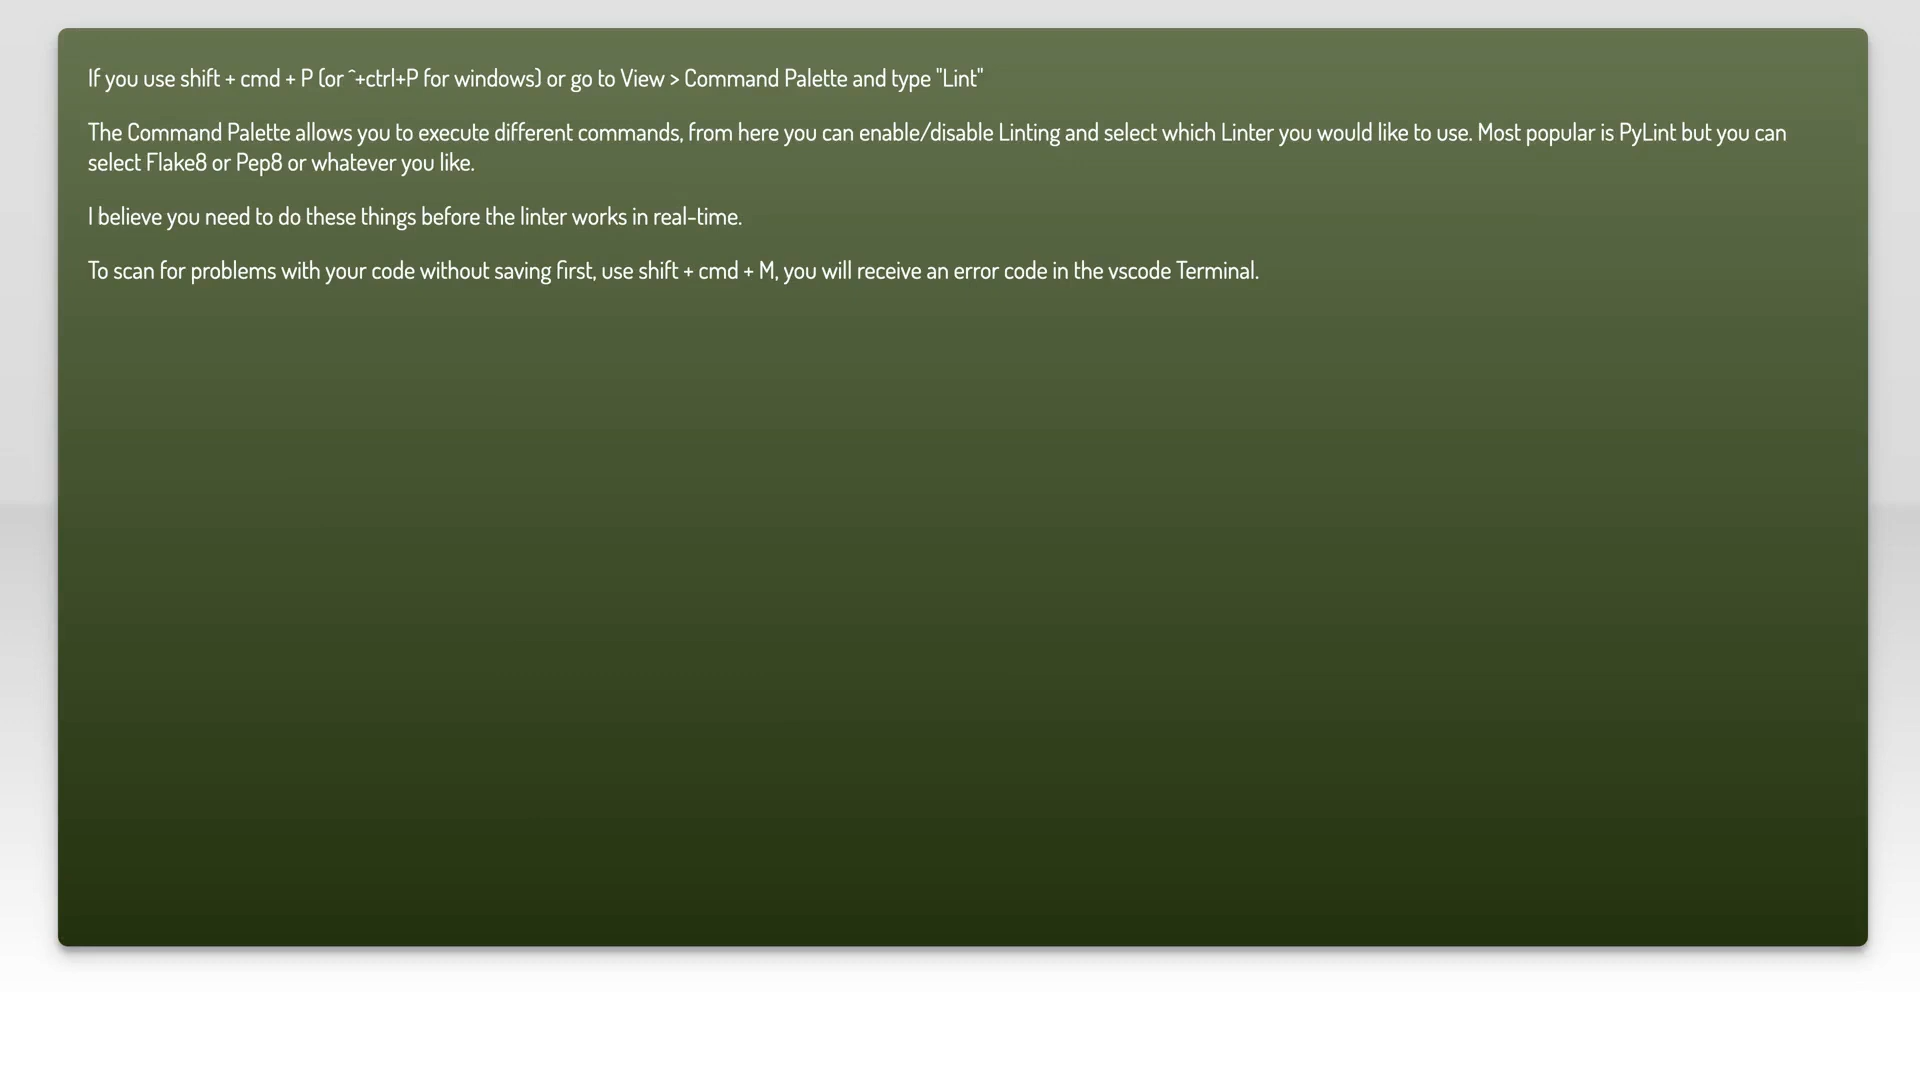 If you use shift + cmd + P (or ^+ctrl+P for windows) or go to View > Command Palette and type "Lint"
The Command Palette allows you to execute different commands, from here you can enable/disable Linting and select which Linter you would like to use. Most popular is PyLint but you can
select Flake8 or Pep8 or whatever you like.
I believe you need to do these things before the linter works in real-time.
To scan for problems with your code without saving first, use shift + cmd + M, you will receive an error code in the vscode Terminal.